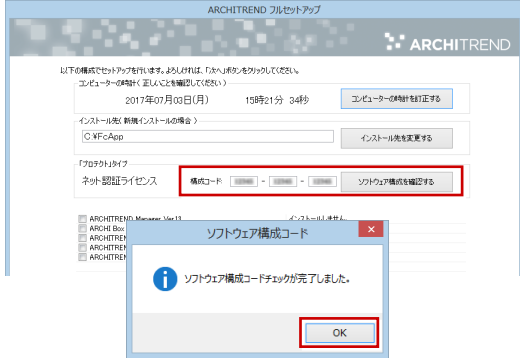 ARCHITREND フルセットアップ
ARCHITREND
以下の構成でセットアップを行います。よろしければ、「次へ」ボタンをクリックしてください。
コンピューターの時計（正しいことを確認してください）
2017年07月03日(月) 15時21分 34秒 コンピューターの時計を訂正する
インストール先(新規インストールの場合)
C:¥FcApp インストール先を変更する
「プロテクト」タイプ
ネット認証ライセンス 構成コード - - ソフトウェア構成を確認する
ARCHITREND Manager Ver.13 インストールしません
ARCHI Box
ARCHITREN
ARCHITREN
ARCHITREN
ソフトウェア構成コード
ソフトウェア構成コードチェックが完了しました。
OK